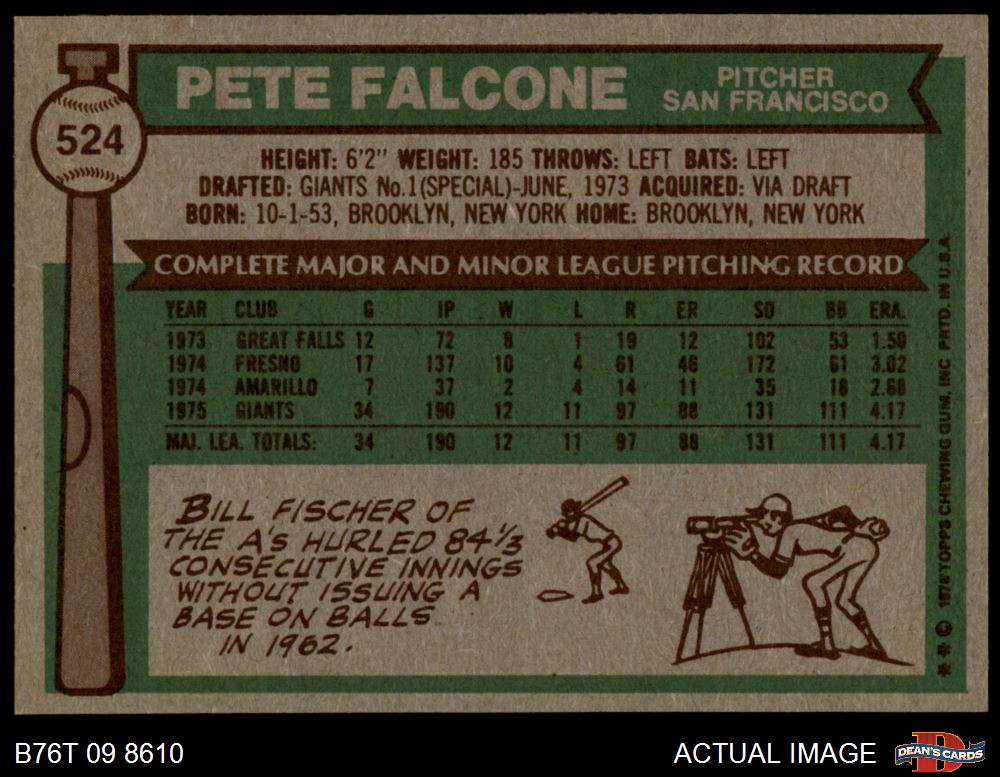 524
PETE FALCONE
PITCHER
SAN FRANCISCO
HEIGHT: 6'2" WEIGHT: 185 THROWS: LEFT BATS: LEFT
DRAFTED: GIANTS No.1(SPECIAL)-JUNE, 1973 ACQUIRED: VIA DRAFT
BORN: 10-1-53, BROOKLYN, NEW YORK HOME: BROOKLYN, NEW YORK
COMPLETE MAJOR AND MINOR LEAGUE PITCHING RECORD
YEAR CLUB G IP W L R ER SO BB ERA.
1973 GREAT FALLS 12 72 8 1 19 12 102 53 1.50
1974 FRESNO 17 137 10 4 61 46 172 61 3.02
1974 AMARILLO 7 37 2 4 14 11 35 18 2.68
1975 GIANTS 34 190 12 11 97 88 131 111 4.17
MAJ. LEA. TOTALS: 34 190 12 11 97 88 131 111 4.17
BILL FISCHER OF
THE A'S HURLED 84⅓
CONSECUTIVE INNINGS
WITHOUT ISSUING A
BASE ON BALLS
IN 1962.
** © 1976 TOPPS CHEWING GUM, INC PRTD. IN U.S.A.
B76T 09 8610
ACTUAL IMAGE
D
DEAN'S CARDS